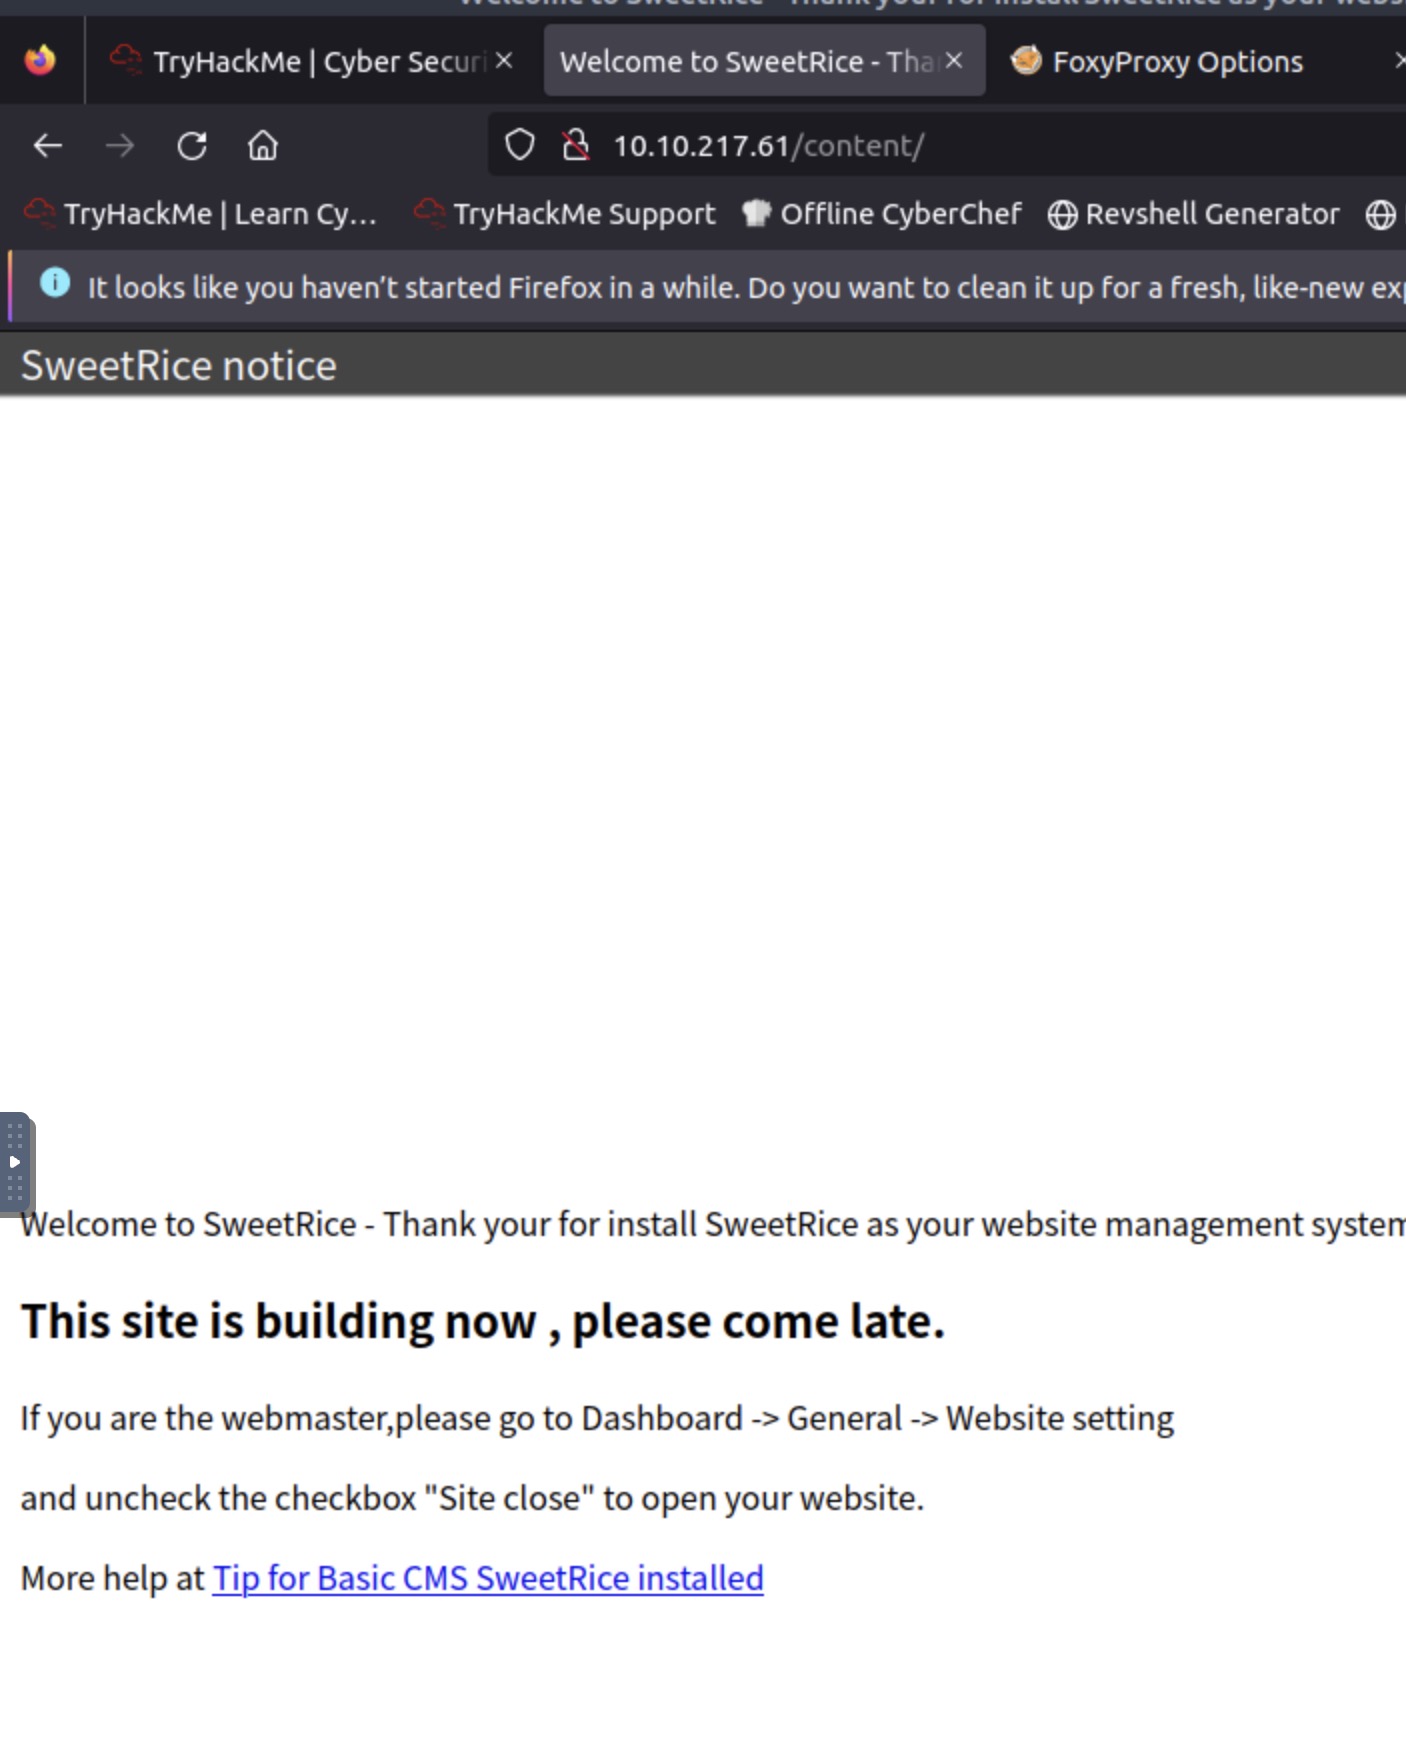 TryHackMe | Cyber Securi
Welcome to SweetRice - Tha
FoxyProxy Options
10.10.217.61/content/
TryHackMe | Learn Cy… TryHackMe Support Offline CyberChef Revshell Generator
It looks like you haven't started Firefox in a while. Do you want to clean it up for a fresh, like-new
SweetRice notice
Welcome to SweetRice - Thank your for install SweetRice as your website management system
This site is building now , please come late.
If you are the webmaster,please go to Dashboard -> General -> Website setting
and uncheck the checkbox "Site close" to open your website.
More help at Tip for Basic CMS SweetRice installed